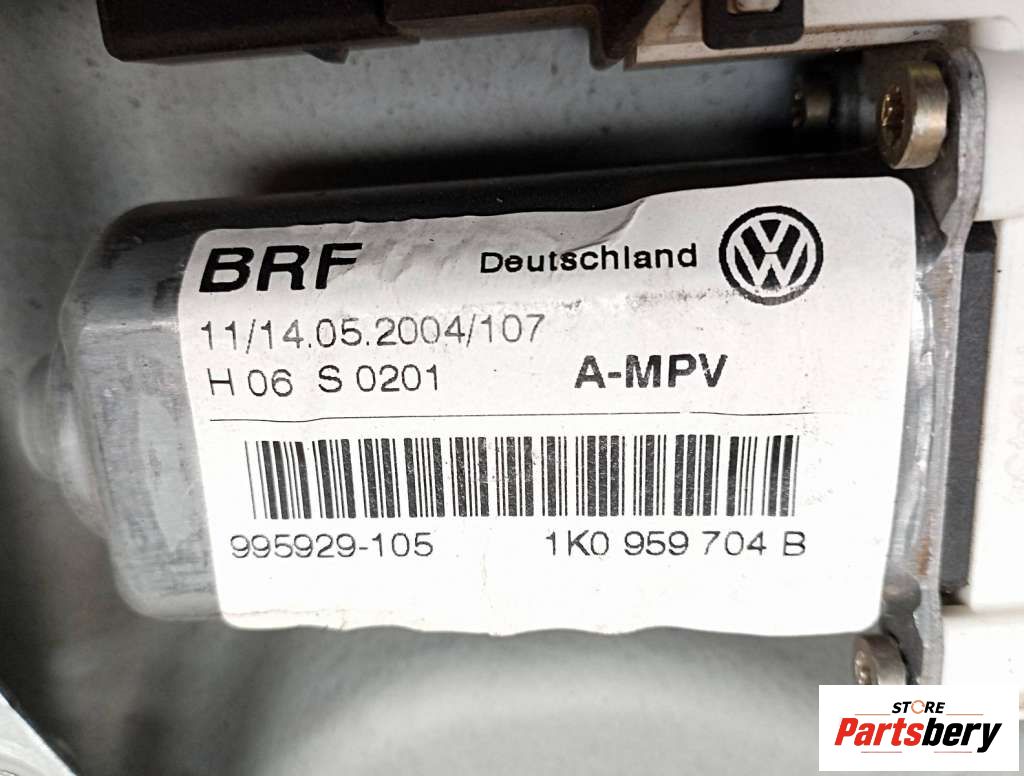 BRF Deutschland
11/14.05.2004/107
H 06 S 0201 A-MPV
995929-105 1K0 959 704 B
STORE
Partsbery